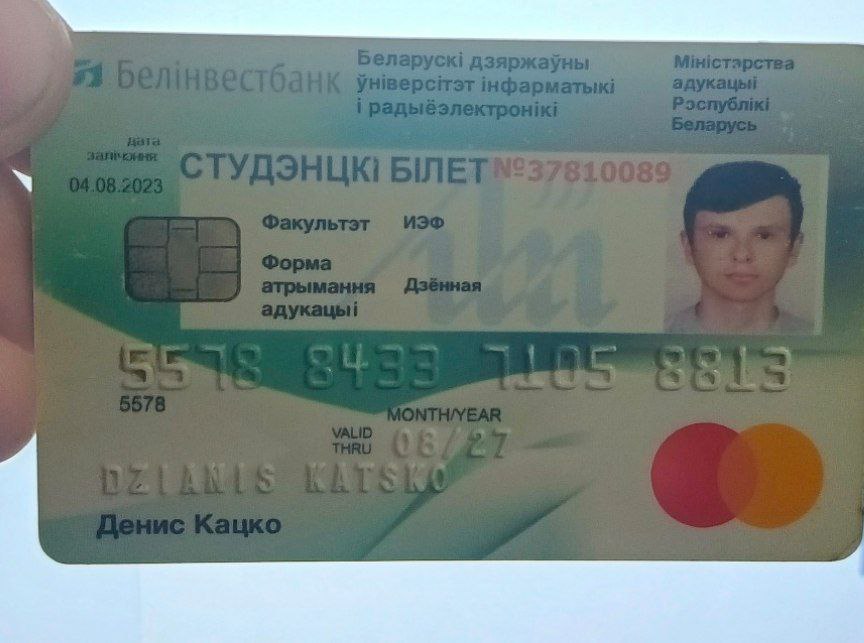 Белінвестбанк
Беларускі дзяржаўны
ўніверсітэт інфарматыкі
і радыёэлектронікі
Міністэрства
адукацыі
Рэспублікі
Беларусь
дата
залічэння
04.08.2023
СТУДЭНЦКІ БІЛЕТ №37810089
Факультэт ИЭФ
Форма
атрымання Дзённая
адукацыі
5578 8433 7105 8813
5578
MONTH/YEAR
VALID
THRU 08/27
DZIANIS KATSKO
Денис Кацко